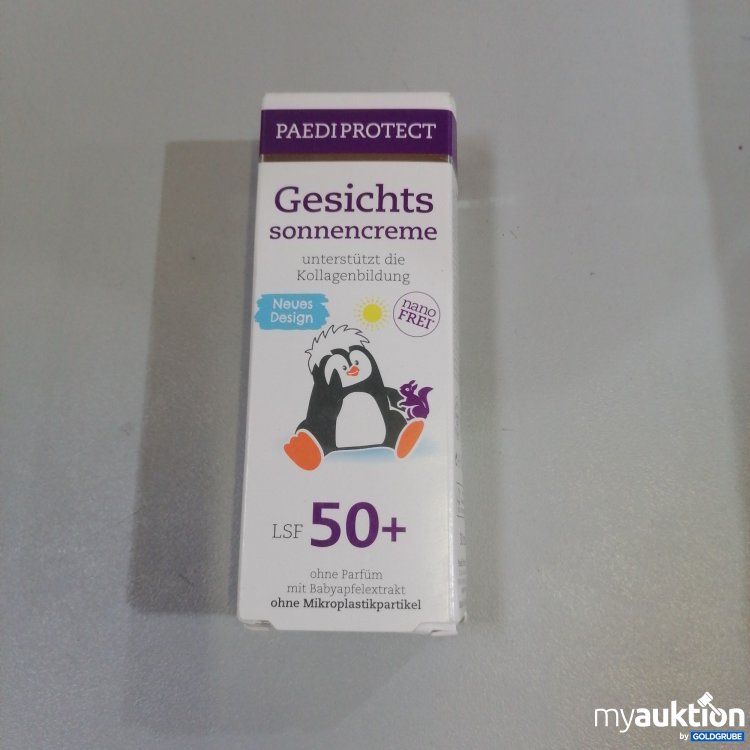 PAEDIPROTECT
Gesichts
sonnencreme
unterstützt die
Kollagenbildung
Neues
Design
nano
FREI
LSF 50+
ohne Parfüm
mit Babyapfelextrakt
ohne Mikroplastikpartikel
myauktion
by GOLDGRUBE